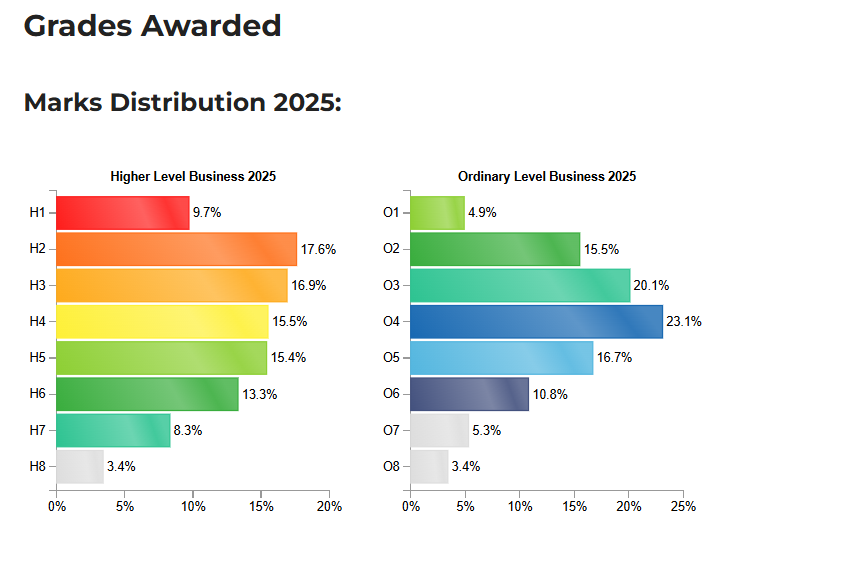 Grades Awarded
Marks Distribution 2025:
Higher Level Business 2025
H1 9.7%
H2 17.6%
H3 16.9%
H4 15.5%
H5 15.4%
H6 13.3%
H7 8.3%
H8 3.4%
0% 5% 10% 15% 20%
Ordinary Level Business 2025
O1 4.9%
O2 15.5%
O3 20.1%
O4 23.1%
O5 16.7%
O6 10.8%
O7 5.3%
O8 3.4%
0% 5% 10% 15% 20% 25%